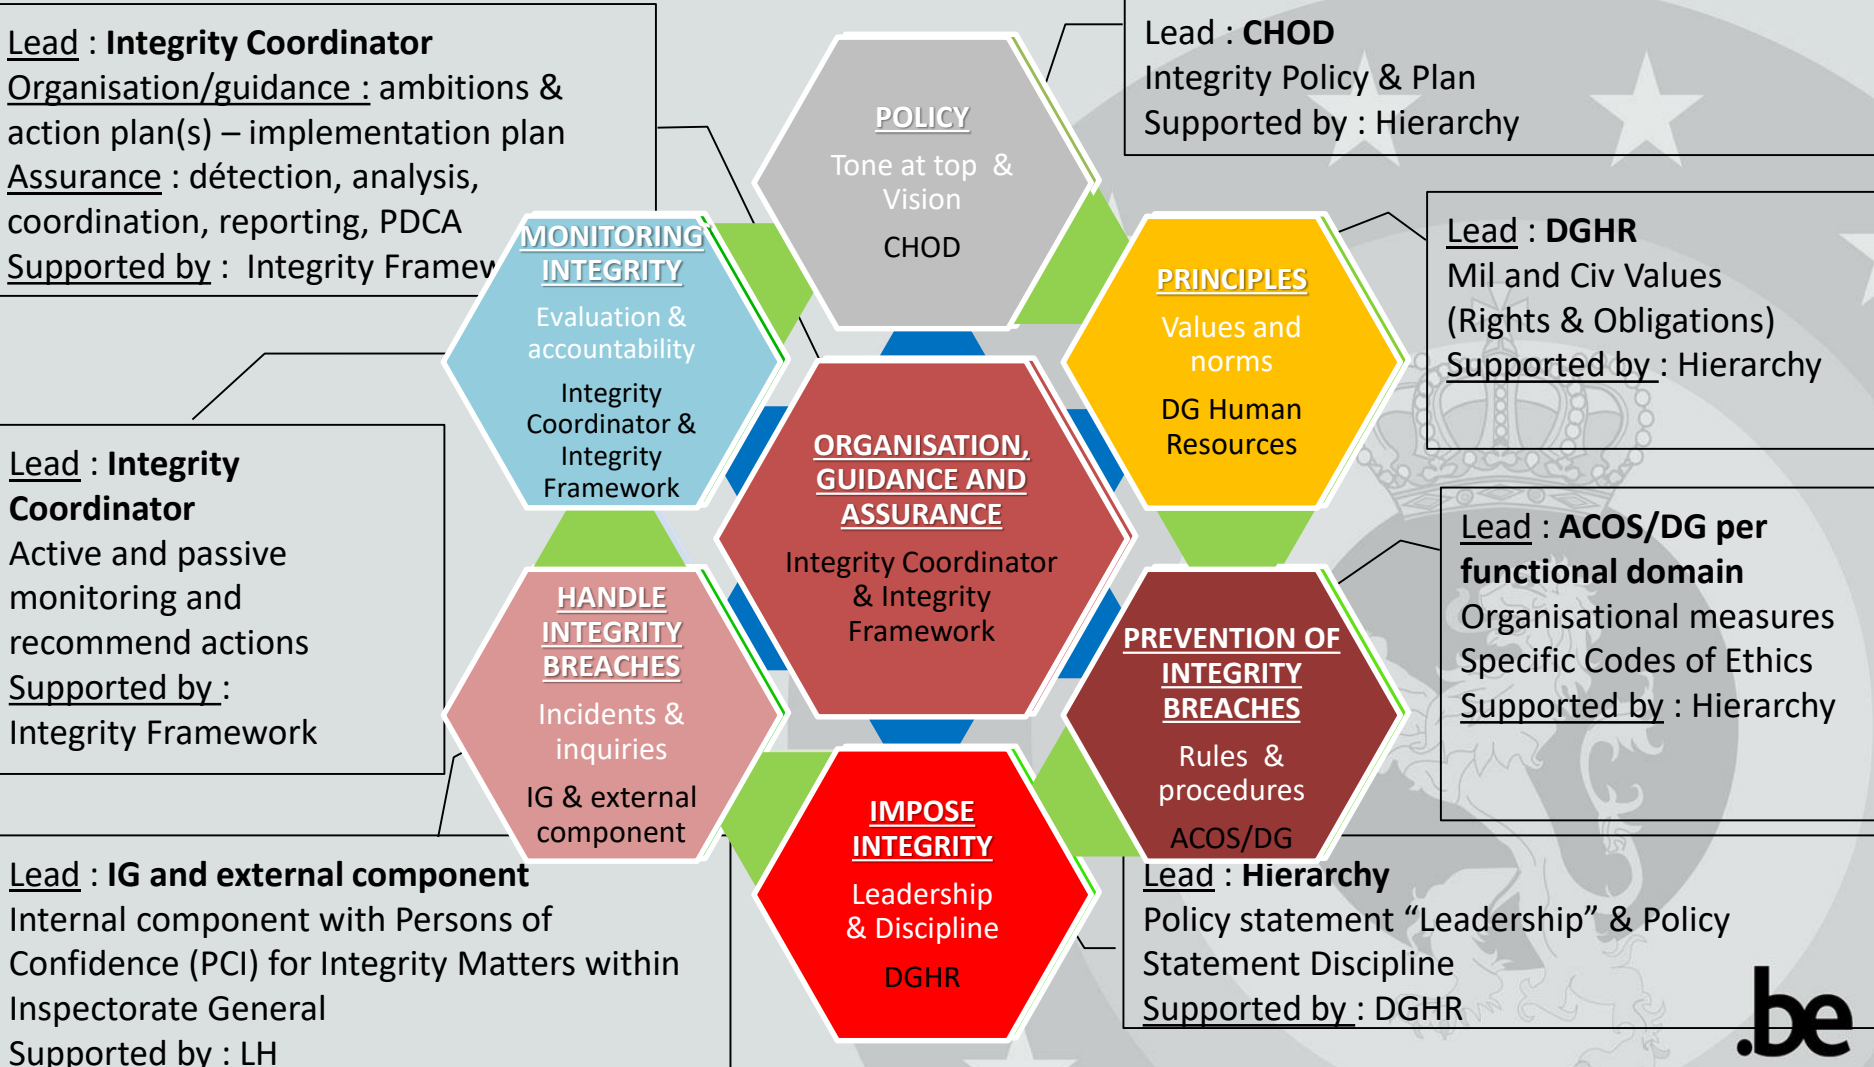 Lead : Integrity Coordinator
Organisation/guidance : ambitions &
action plan(s) – implementation plan
Assurance : détection, analysis,
coordination, reporting, PDCA
Supported by : Integrity
Lead : CHOD
Integrity Policy & Plan
Supported by : Hierarchy
POLICY
Tone at top &
Vision
CHOD
MONITORING
INTEGRITY
Evaluation &
accountability
Integrity
Coordinator &
Integrity
Framework
PRINCIPLES
Values and
norms
DG Human
Resources
Lead : DGHR
Mil and Civ Values
(Rights & Obligations)
Supported by : Hierarchy
Lead : Integrity
Coordinator
Active and passive
monitoring and
recommend actions
Supported by :
Integrity Framework
ORGANISATION,
GUIDANCE AND
ASSURANCE
Integrity Coordinator
& Integrity
Framework
Lead : ACOS/DG per
functional domain
Organisational measures
Specific Codes of Ethics
Supported by : Hierarchy
HANDLE
INTEGRITY
BREACHES
Incidents &
inquiries
IG & external
component
PREVENTION OF
INTEGRITY
BREACHES
Rules &
procedures
ACOS/DG
IMPOSE
INTEGRITY
Leadership
& Discipline
DGHR
Lead : IG and external component
Internal component with Persons of
Confidence (PCI) for Integrity Matters within
Inspectorate General
Supported by : LH
Lead : Hierarchy
Policy statement “Leadership” & Policy
Statement Discipline
Supported by : DGHR
.be